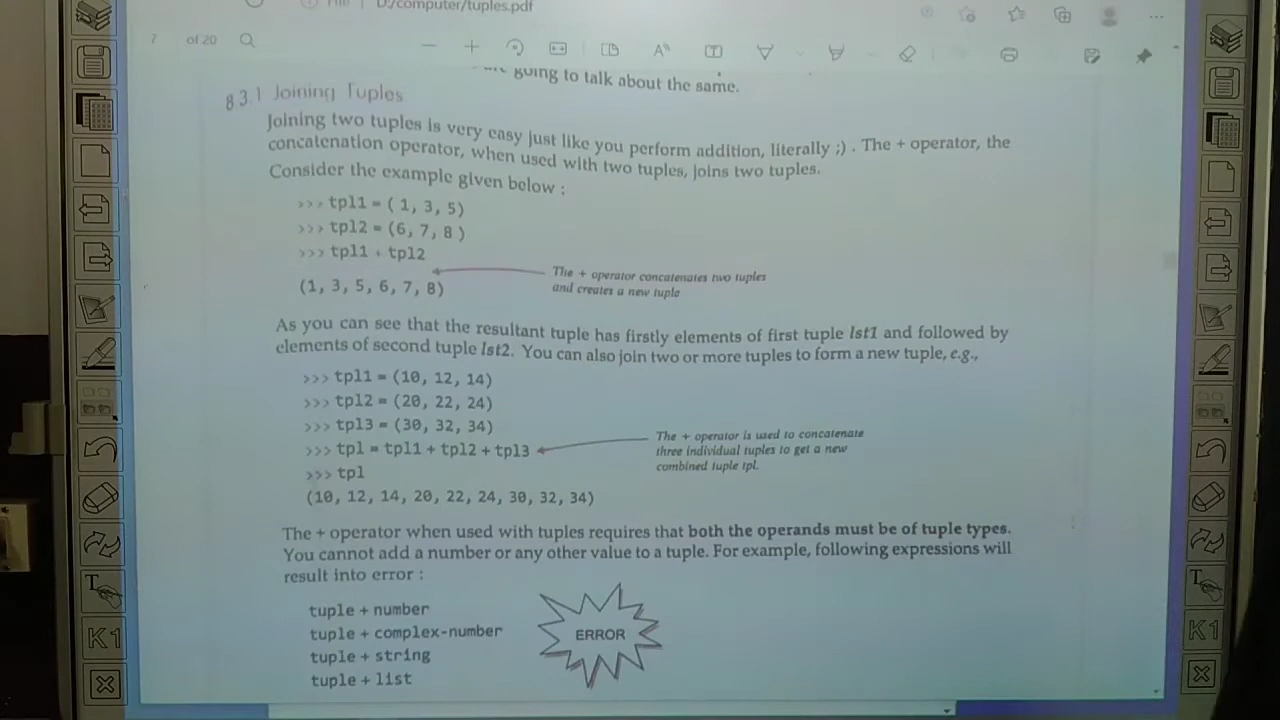 D:/computer/tuples.pdf
7 of 20
going to talk about the same.
8 3.1 Joining Tuples
Joining two tuples is very easy just like you perform addition, literally ;) . The + operator, the
concatenation operator, when used with two tuples, joins two tuples.
Consider the example given below :
>>> tpl1 = ( 1, 3, 5)
>>> tpl2 = (6, 7, 8 )
>>> tpl1 + tpl2
(1, 3, 5, 6, 7, 8)
The + operator concatenates two tuples
and creates a new tuple
As you can see that the resultant tuple has firstly elements of first tuple lst1 and followed by
elements of second tuple lst2. You can also join two or more tuples to form a new tuple, e.g.,
>>> tpl1 = (10, 12, 14)
>>> tpl2 = (20, 22, 24)
>>> tpl3 = (30, 32, 34)
>>> tpl = tpl1 + tpl2 + tpl3
>>> tpl
(10, 12, 14, 20, 22, 24, 30, 32, 34)
The + operator is used to concatenate
three individual tuples to get a new
combined tuple tpl.
The + operator when used with tuples requires that both the operands must be of tuple types.
You cannot add a number or any other value to a tuple. For example, following expressions will
result into error :
tuple + number
tuple + complex-number
tuple + string
tuple + list
ERROR
K1
K1